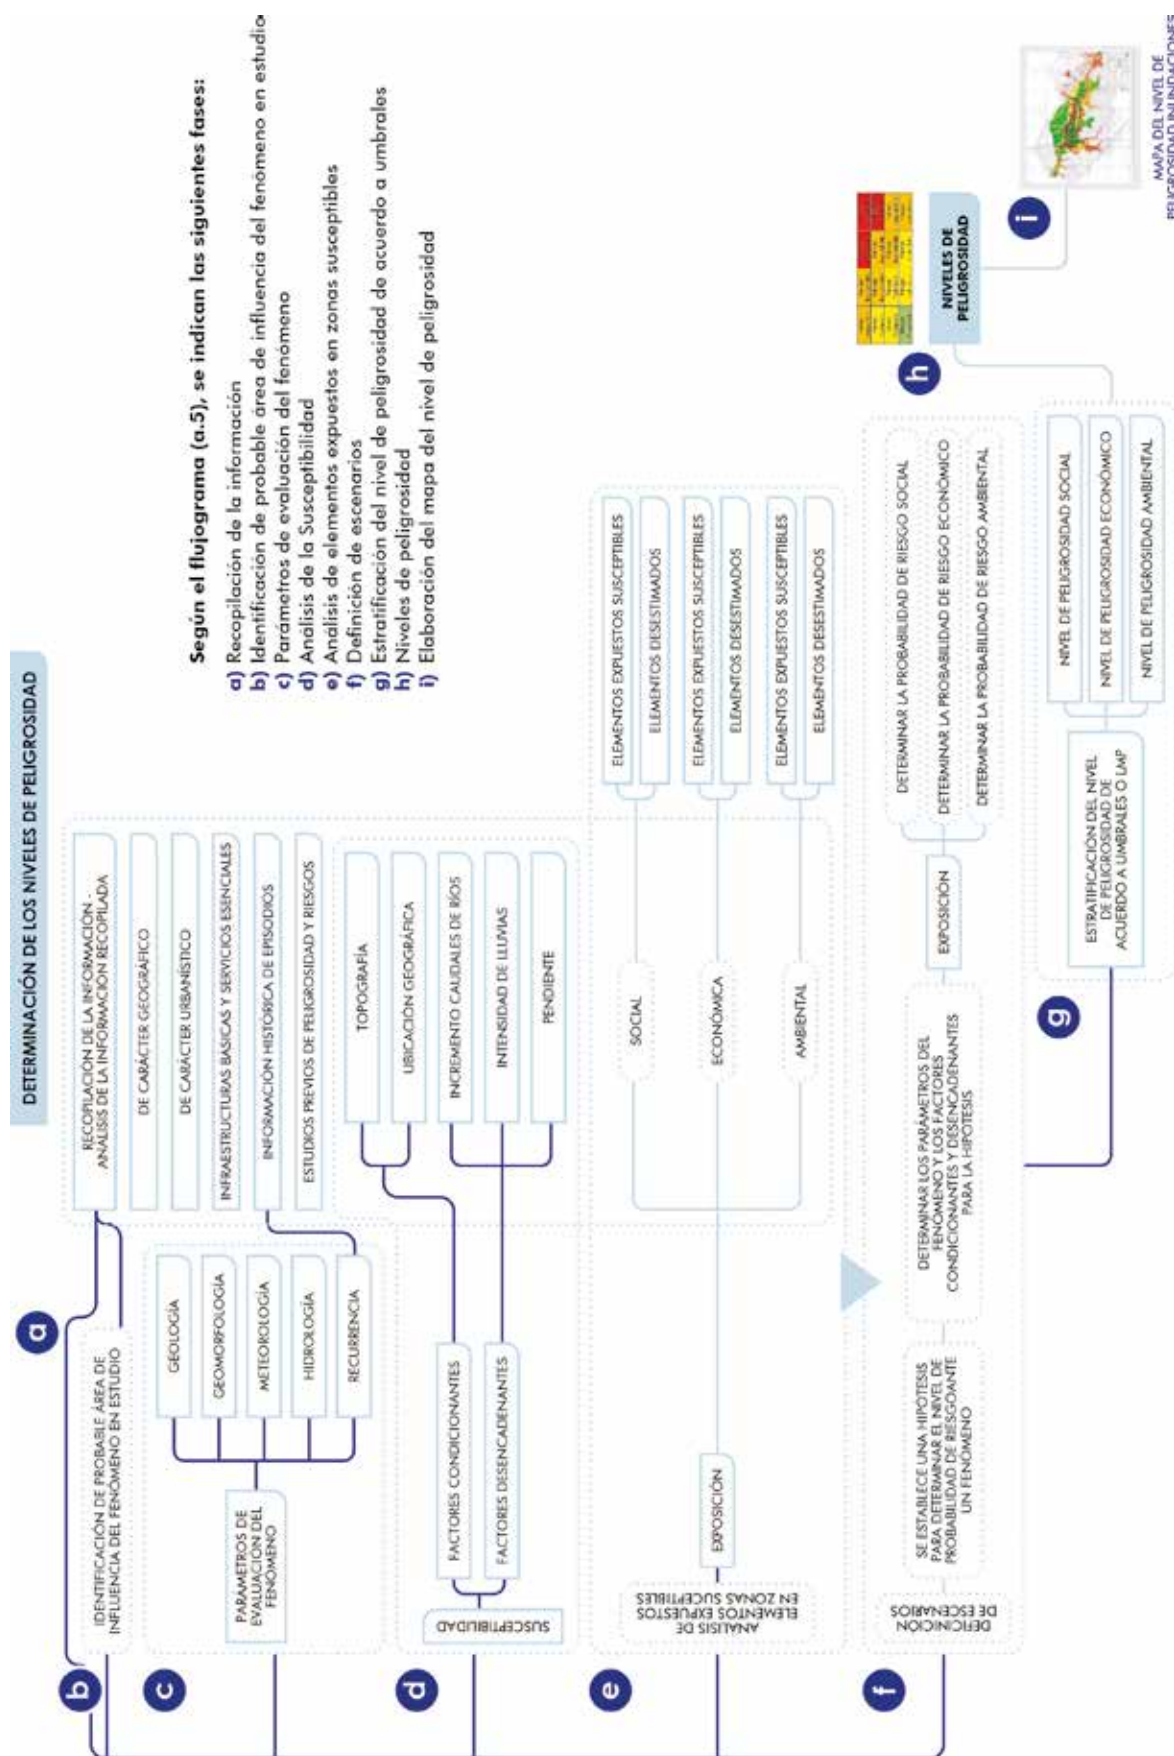 DETERMINACIÓN DE LOS NIVELES DE PELIGROSIDAD
a
RECOPILACIÓN DE LA INFORMACIÓN -
ANÁLISIS DE LA INFORMACIÓN RECOPILADA
DE CARÁCTER GEOGRÁFICO
DE CARÁCTER URBANÍSTICO
INFRAESTRUCTURAS BASICAS Y SERVICIOS ESENCIALES
INFORMACION HISTORICA DE EPISODIOS
ESTUDIOS PREVIOS DE PELIGROSIDAD Y RIESGOS
Según el flujograma (a.5), se indican las siguientes fases:
a) Recopilación de la información
b) Identificación de probable área de influencia del fenómeno en estudio
c) Parámetros de evaluación del fenómeno
d) Análisis de la Susceptibilidad
e) Análisis de elementos expuestos en zonas susceptibles
f) Definición de escenarios
g) Estratificación del nivel de peligrosidad de acuerdo a umbrales
h) Niveles de peligrosidad
i) Elaboración del mapa del nivel de peligrosidad
b
IDENTIFICACIÓN DE PROBABLE ÁREA DE
INFLUENCIA DEL FENÓMENO EN ESTUDIO
c
PARÁMETROS DE
EVALUACIÓN DEL
FENÓMENO
GEOLOGÍA
GEOMORFOLOGÍA
METEOROLOGÍA
HIDROLOGÍA
RECURRENCIA
d
SUSCEPTIBILIDAD
FACTORES CONDICIONANTES
FACTORES DESENCADENANTES
TOPOGRAFÍA
UBICACIÓN GEOGRÁFICA
INCREMENTO CAUDALES DE RÍOS
INTENSIDAD DE LLUVIAS
PENDIENTE
e
ANALISIS DE
ELEMENTOS EXPUESTOS
EN ZONAS SUCEPTIBLES
EXPOSICIÓN
SOCIAL
ECONÓMICA
AMBIENTAL
ELEMENTOS EXPUESTOS SUSCEPTIBLES
ELEMENTOS DESESTIMADOS
ELEMENTOS EXPUESTOS SUSCEPTIBLES
ELEMENTOS DESESTIMADOS
ELEMENTOS EXPUESTOS SUSCEPTIBLES
ELEMENTOS DESESTIMADOS
f
DEFICINICIÓN
DE ESCENARIOS
SE ESTABLECE UNA HIPOTESIS
PARA DETERMINAR EL NIVEL DE
PROBABILIDAD DE RIESGOANTE
UN FENÓMENO
DETERMINAR LOS PARÁMETROS DEL
FENOMENO Y LOS FACTORES
CONDICIONANTES Y DESENCADENANTES
PARA LA HIPÓTESIS
EXPOSICIÓN
DETERMINAR LA PROBABILIDAD DE RIESGO SOCIAL
DETERMINAR LA PROBABILIDAD DE RIESGO ECONÓMICO
DETERMINAR LA PROBABILIDAD DE RIESGO AMBIENTAL
g
ESTRATIFICACIÓN DEL NIVEL
DE PELIGROSIDAD DE
ACUERDO A UMBRALES O LMP
NIVEL DE PELIGROSIDAD SOCIAL
NIVEL DE PELIGROSIDAD ECONÓMICO
NIVEL DE PELIGROSIDAD AMBIENTAL
h
NIVELES DE
PELIGROSIDAD
i
MAPA DEL NIVEL DE
PELIGROSIDAD INUNDACIONES